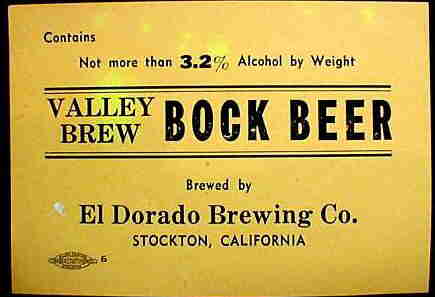 Contains
Not more than 3.2% Alcohol by Weight
VALLEY BREW BOCK BEER
Brewed by
El Dorado Brewing Co.
STOCKTON, CALIFORNIA
6